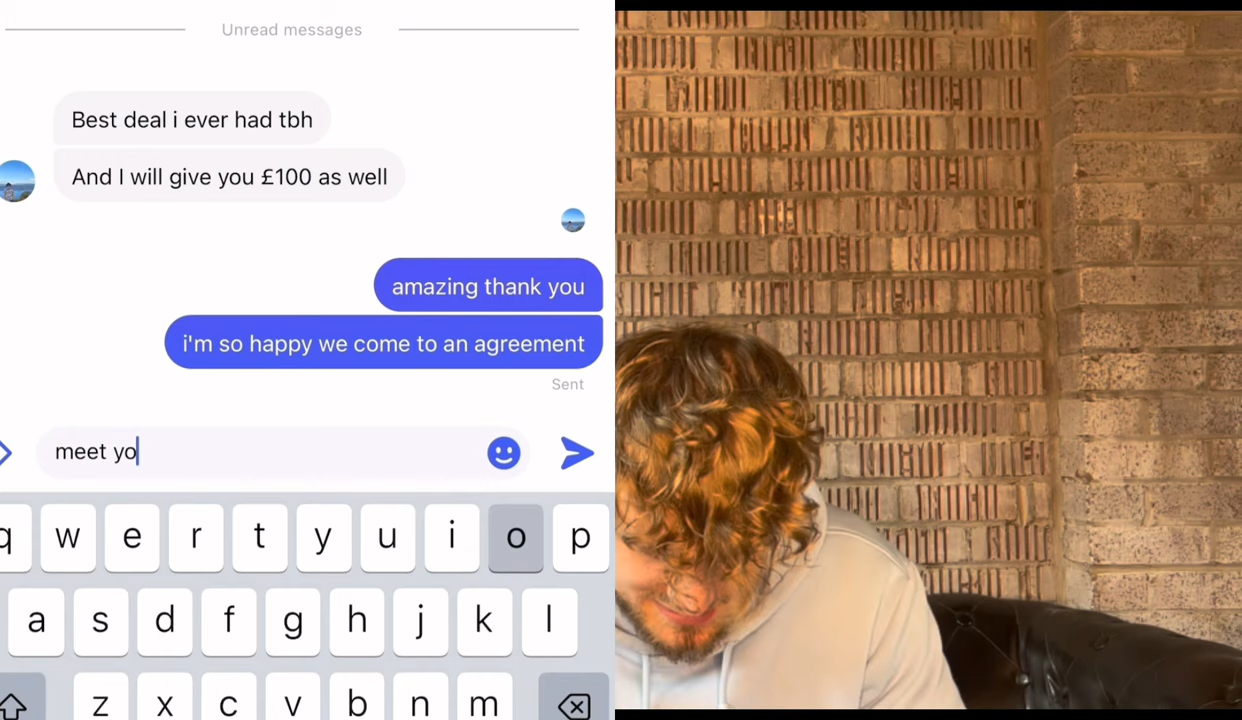 Unread messages
Best deal i ever had tbh
And I will give you £100 as well
amazing thank you
i'm so happy we come to an agreement
Sent
meet yo
q w e r t y u i o p
a s d f g h j k l
z x c v b n m